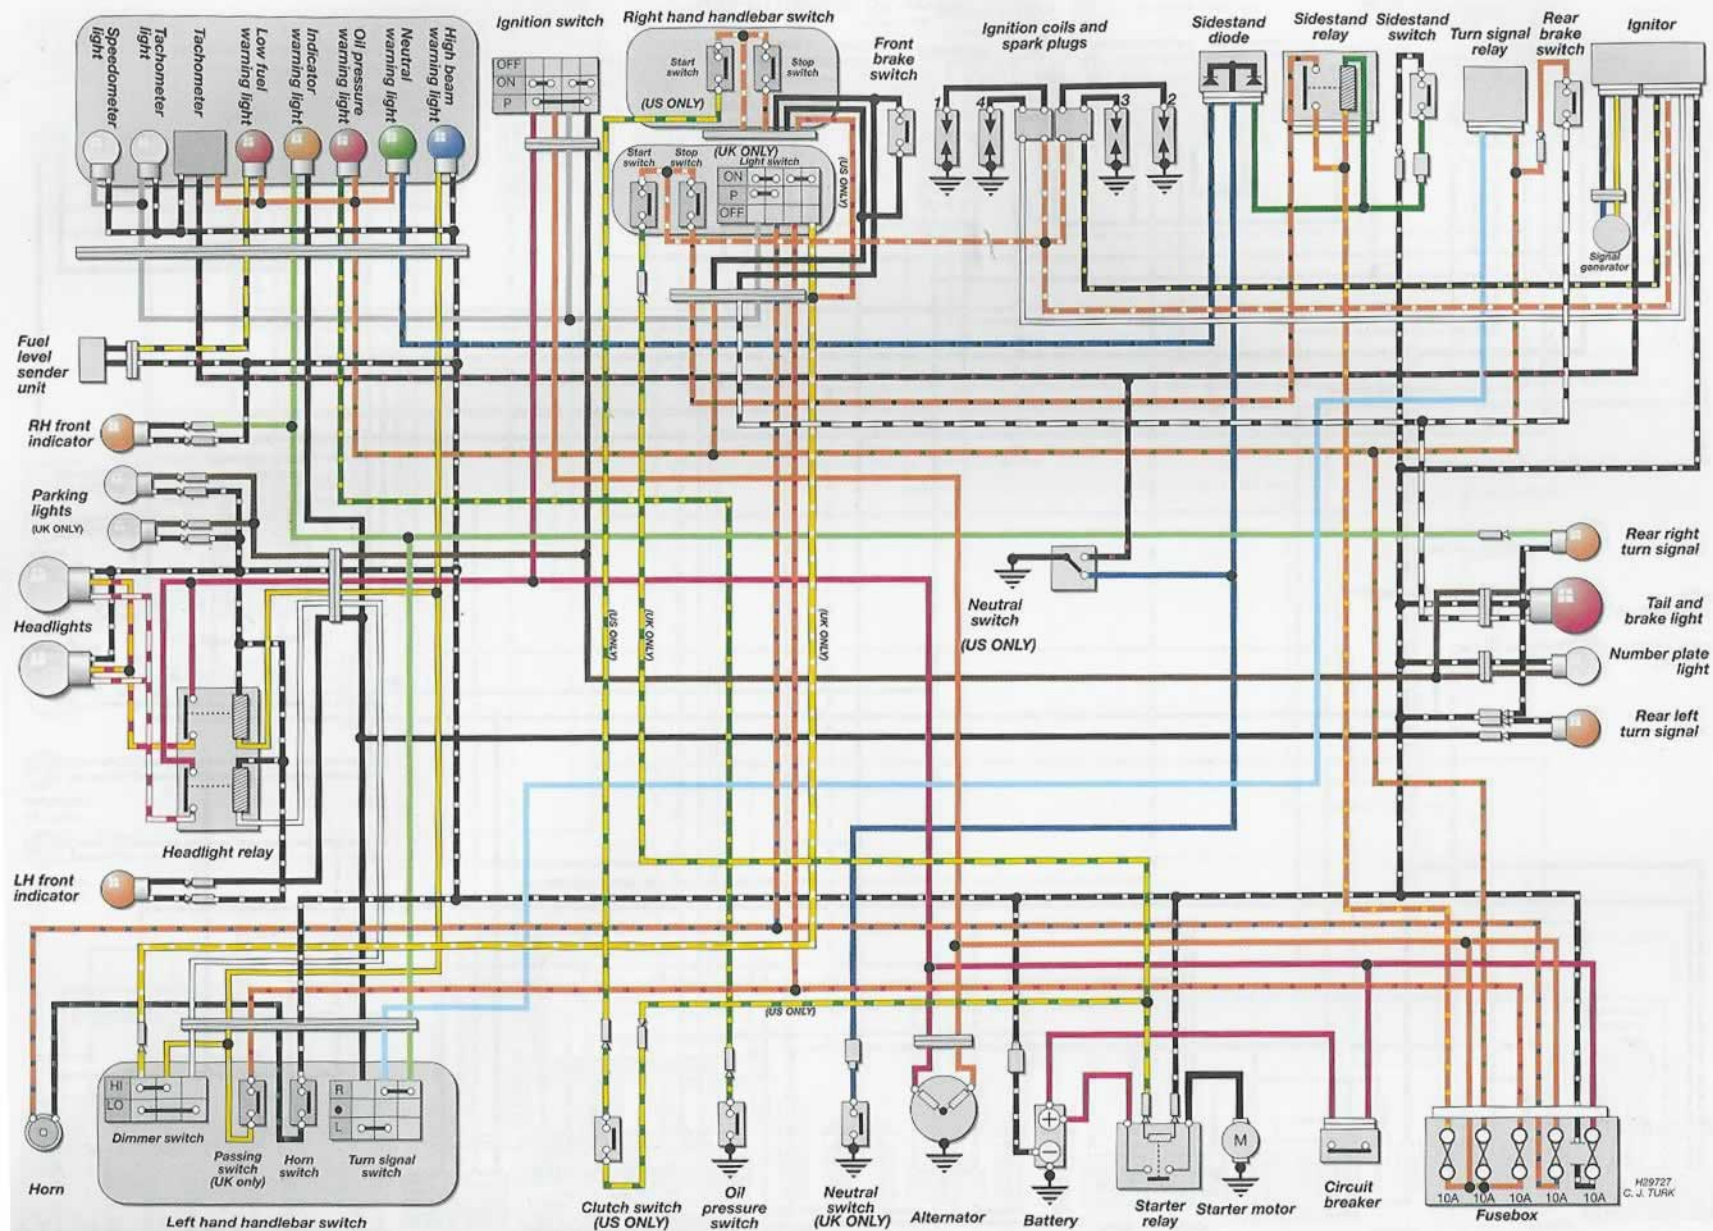 Speedometer
light
Tachometer
light
Tachometer
Low fuel
warning light
Indicator
warning light
Oil pressure
warning light
Neutral
warning light
High beam
warning light
Ignition switch
OFF
ON
P
Right hand handlebar switch
Start
switch
Stop
switch
(US ONLY)
(UK ONLY)
Start
switch
Stop
switch
Light switch
ON
P
OFF
(US ONLY)
Front
brake
switch
Ignition coils and
spark plugs
1
4
3
2
Sidestand
diode
Sidestand
relay
Sidestand
switch
Turn signal
relay
Rear
brake
switch
Ignitor
Signal
generator
Fuel
level
sender
unit
RH front
indicator
Parking
lights
(UK ONLY)
Headlights
Headlight relay
LH front
indicator
(US ONLY)
(UK ONLY)
(UK ONLY)
Neutral
switch
(US ONLY)
Rear right
turn signal
Tail and
brake light
Number plate
light
Rear left
turn signal
(US ONLY)
Horn
HI
LO
Dimmer switch
Passing
switch
(UK only)
Horn
switch
R
L
Turn signal
switch
Left hand handlebar switch
Clutch switch
(US ONLY)
Oil
pressure
switch
Neutral
switch
(UK ONLY)
Alternator
Battery
Starter
relay
M
Starter motor
Circuit
breaker
10A 10A 10A 10A 10A
Fusebox
H29727
C. J. TURK